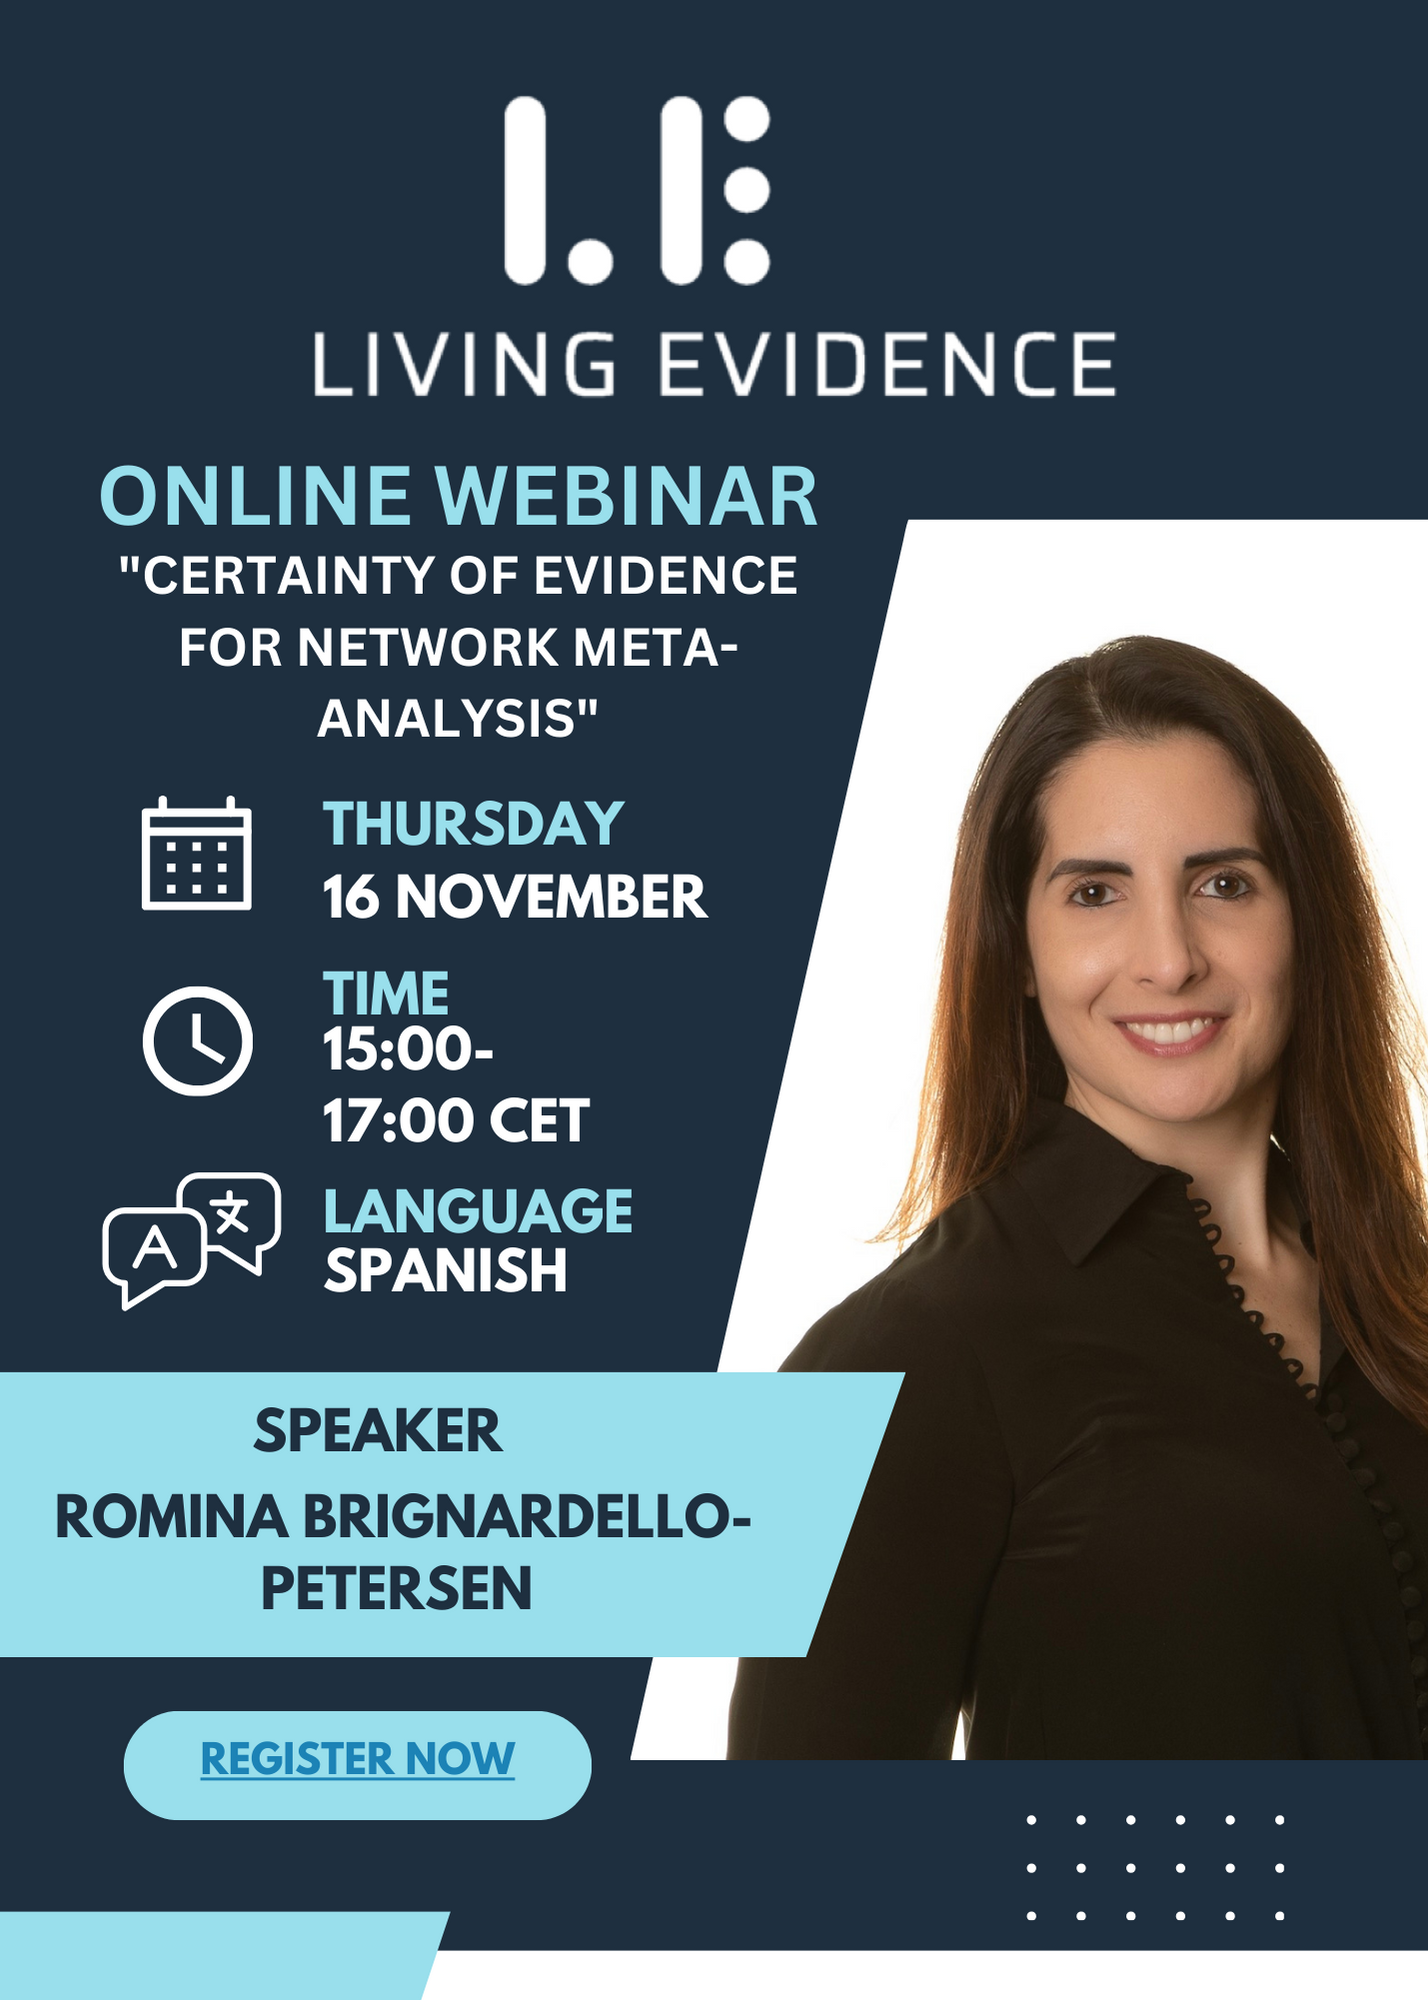 L.E
LIVING EVIDENCE
ONLINE WEBINAR
"CERTAINTY OF EVIDENCE
FOR NETWORK META-
ANALYSIS"
THURSDAY
16 NOVEMBER
TIME
15:00-
17:00 CET
A 文
LANGUAGE
SPANISH
SPEAKER
ROMINA BRIGNARDELLO-
PETERSEN
REGISTER NOW